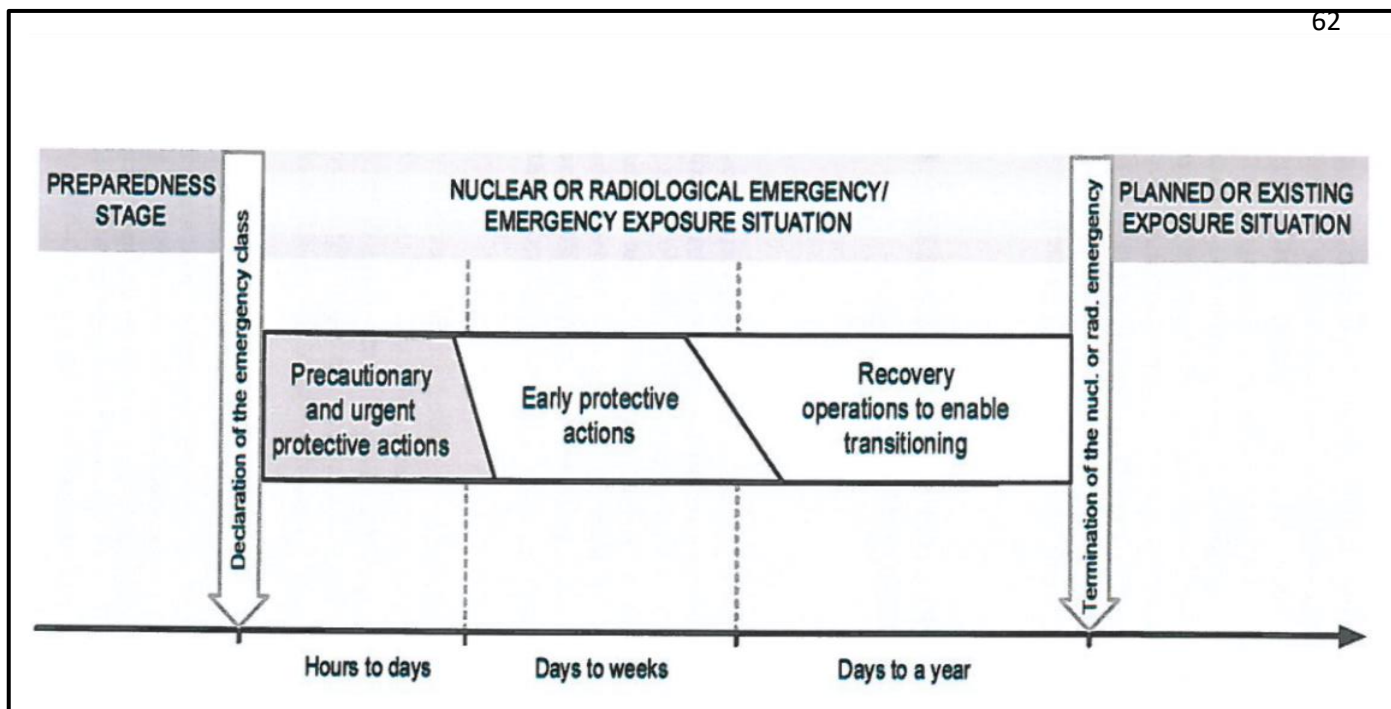 62
PREPAREDNESS
STAGE
Declaration of the emergency class
NUCLEAR OR RADIOLOGICAL EMERGENCY/
EMERGENCY EXPOSURE SITUATION
Termination of the nucl. or rad. emergency
PLANNED OR EXISTING
EXPOSURE SITUATION
Precautionary
and urgent
protective actions
Early protective
actions
Recovery
operations to enable
transitioning
Hours to days
Days to weeks
Days to a year